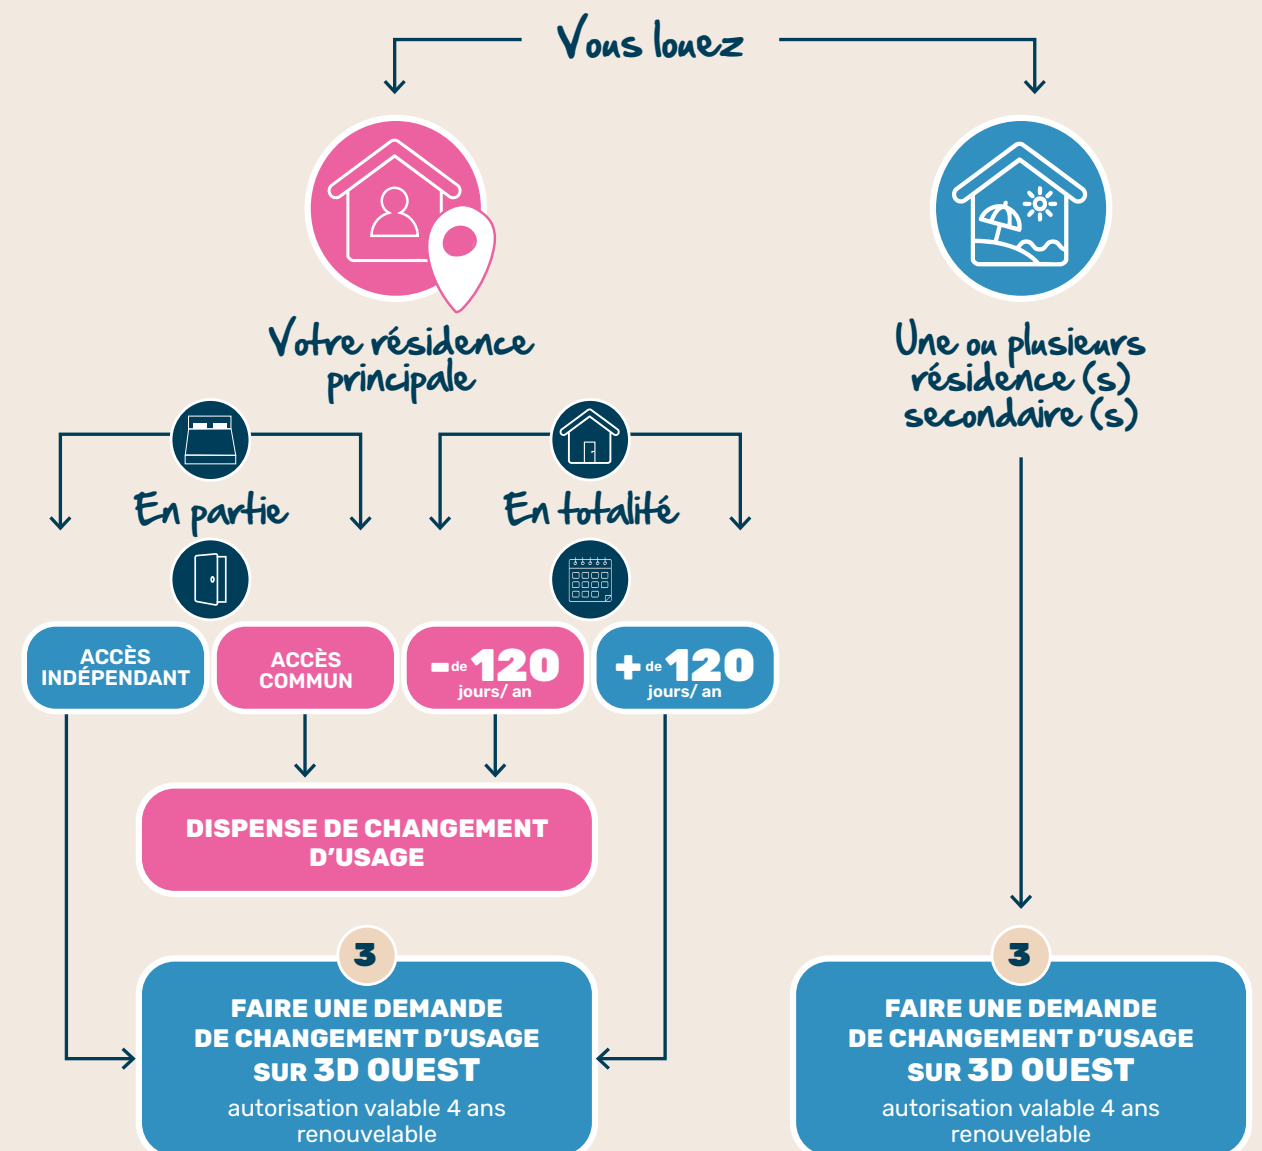 Vous louez
Votre résidence
principale
Une ou plusieurs
résidence (s)
secondaire (s)
En partie
En totalité
ACCÈS
INDÉPENDANT
ACCÈS
COMMUN
- de 120
jours/ an
+ de 120
jours/ an
DISPENSE DE CHANGEMENT
D’USAGE
3
FAIRE UNE DEMANDE
DE CHANGEMENT D’USAGE
SUR 3D OUEST
autorisation valable 4 ans
renouvelable
3
FAIRE UNE DEMANDE
DE CHANGEMENT D’USAGE
SUR 3D OUEST
autorisation valable 4 ans
renouvelable